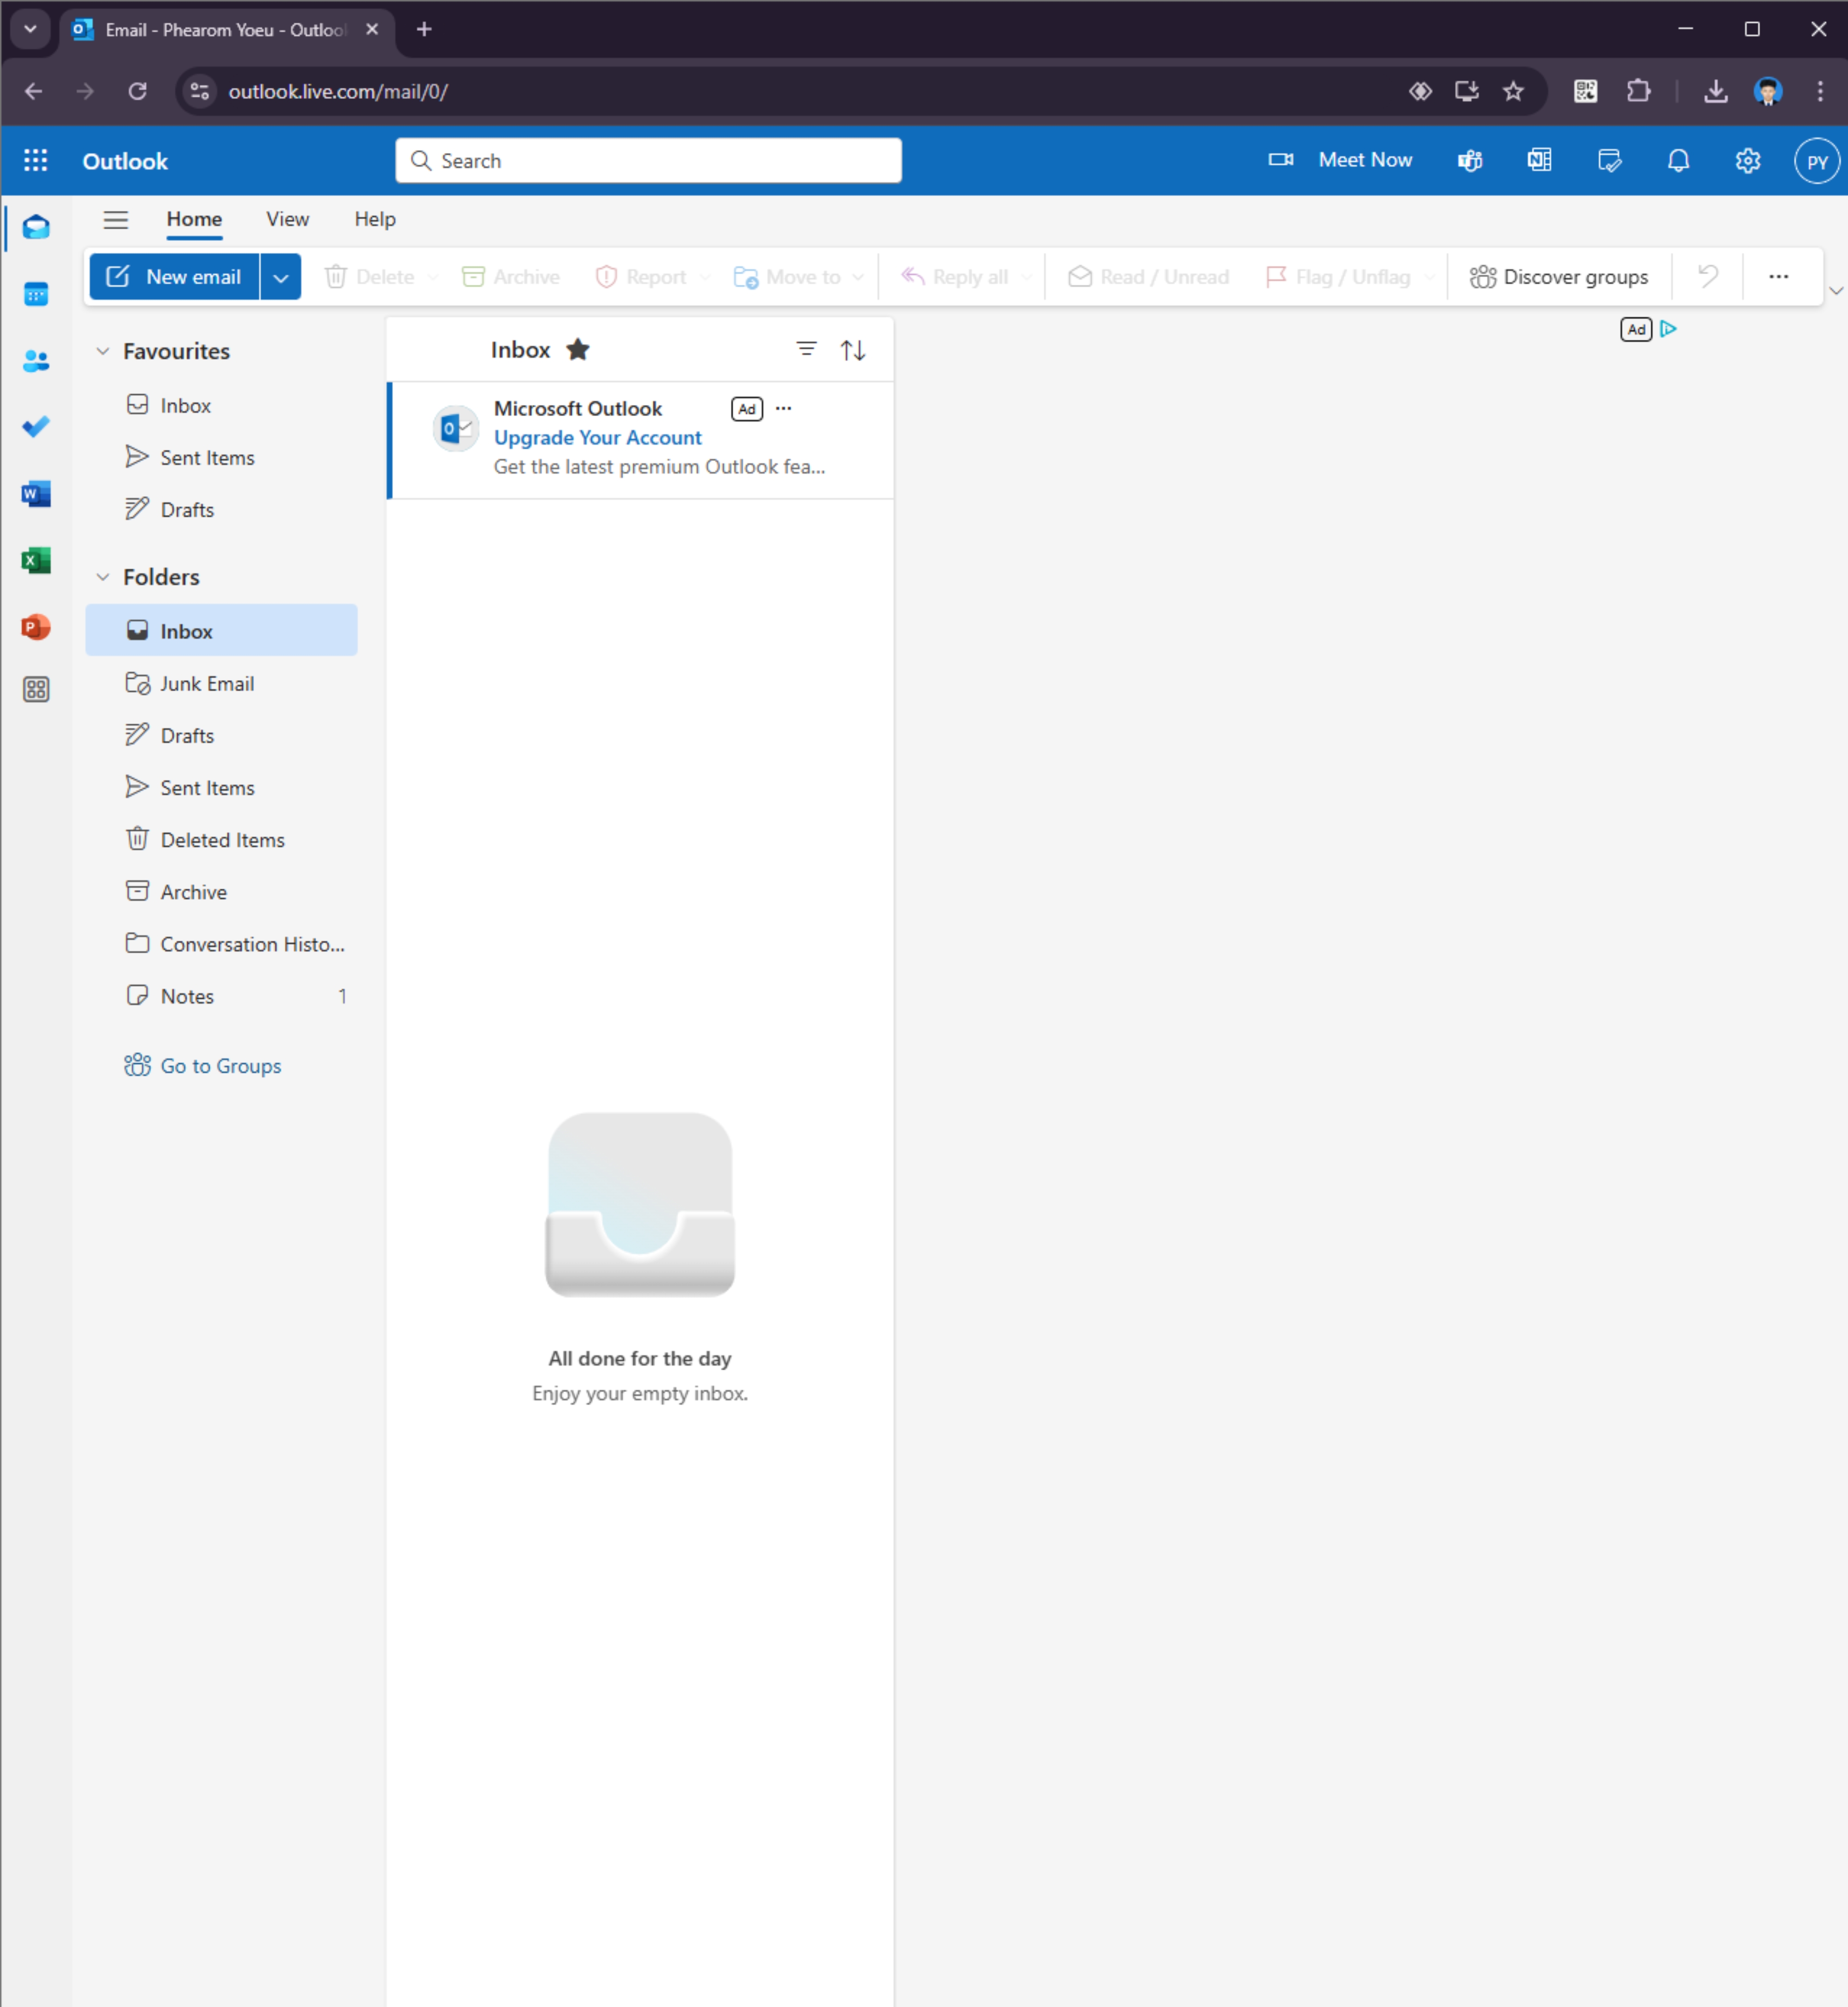 Email - Phearom Yoeu - Outlool
outlook.live.com/mail/0/
Outlook
Search
Meet Now
PY
Home View Help
New email Delete Archive Report Move to Reply all Read / Unread Flag / Unflag Discover groups
Ad
Favourites
Inbox
Sent Items
Drafts
Folders
Inbox
Junk Email
Drafts
Sent Items
Deleted Items
Archive
Conversation Histo...
Notes 1
Go to Groups
Inbox
Microsoft Outlook Ad
Upgrade Your Account
Get the latest premium Outlook fea...
All done for the day
Enjoy your empty inbox.